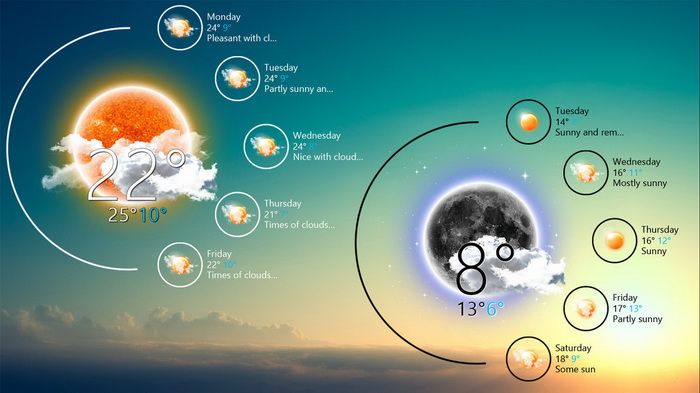 Monday
24° 9°
Pleasant with cl...
Tuesday
24° 9°
Partly sunny an...
Wednesday
24° 8°
Nice with cloud...
Thursday
21° 7°
Times of clouds...
Friday
22° 10°
Times of clouds...
22°
25°10°
Tuesday
14°
Sunny and rem...
Wednesday
16° 11°
Mostly sunny
Thursday
16° 12°
Sunny
Friday
17° 13°
Partly sunny
Saturday
18° 9°
Some sun
8°
13°6°